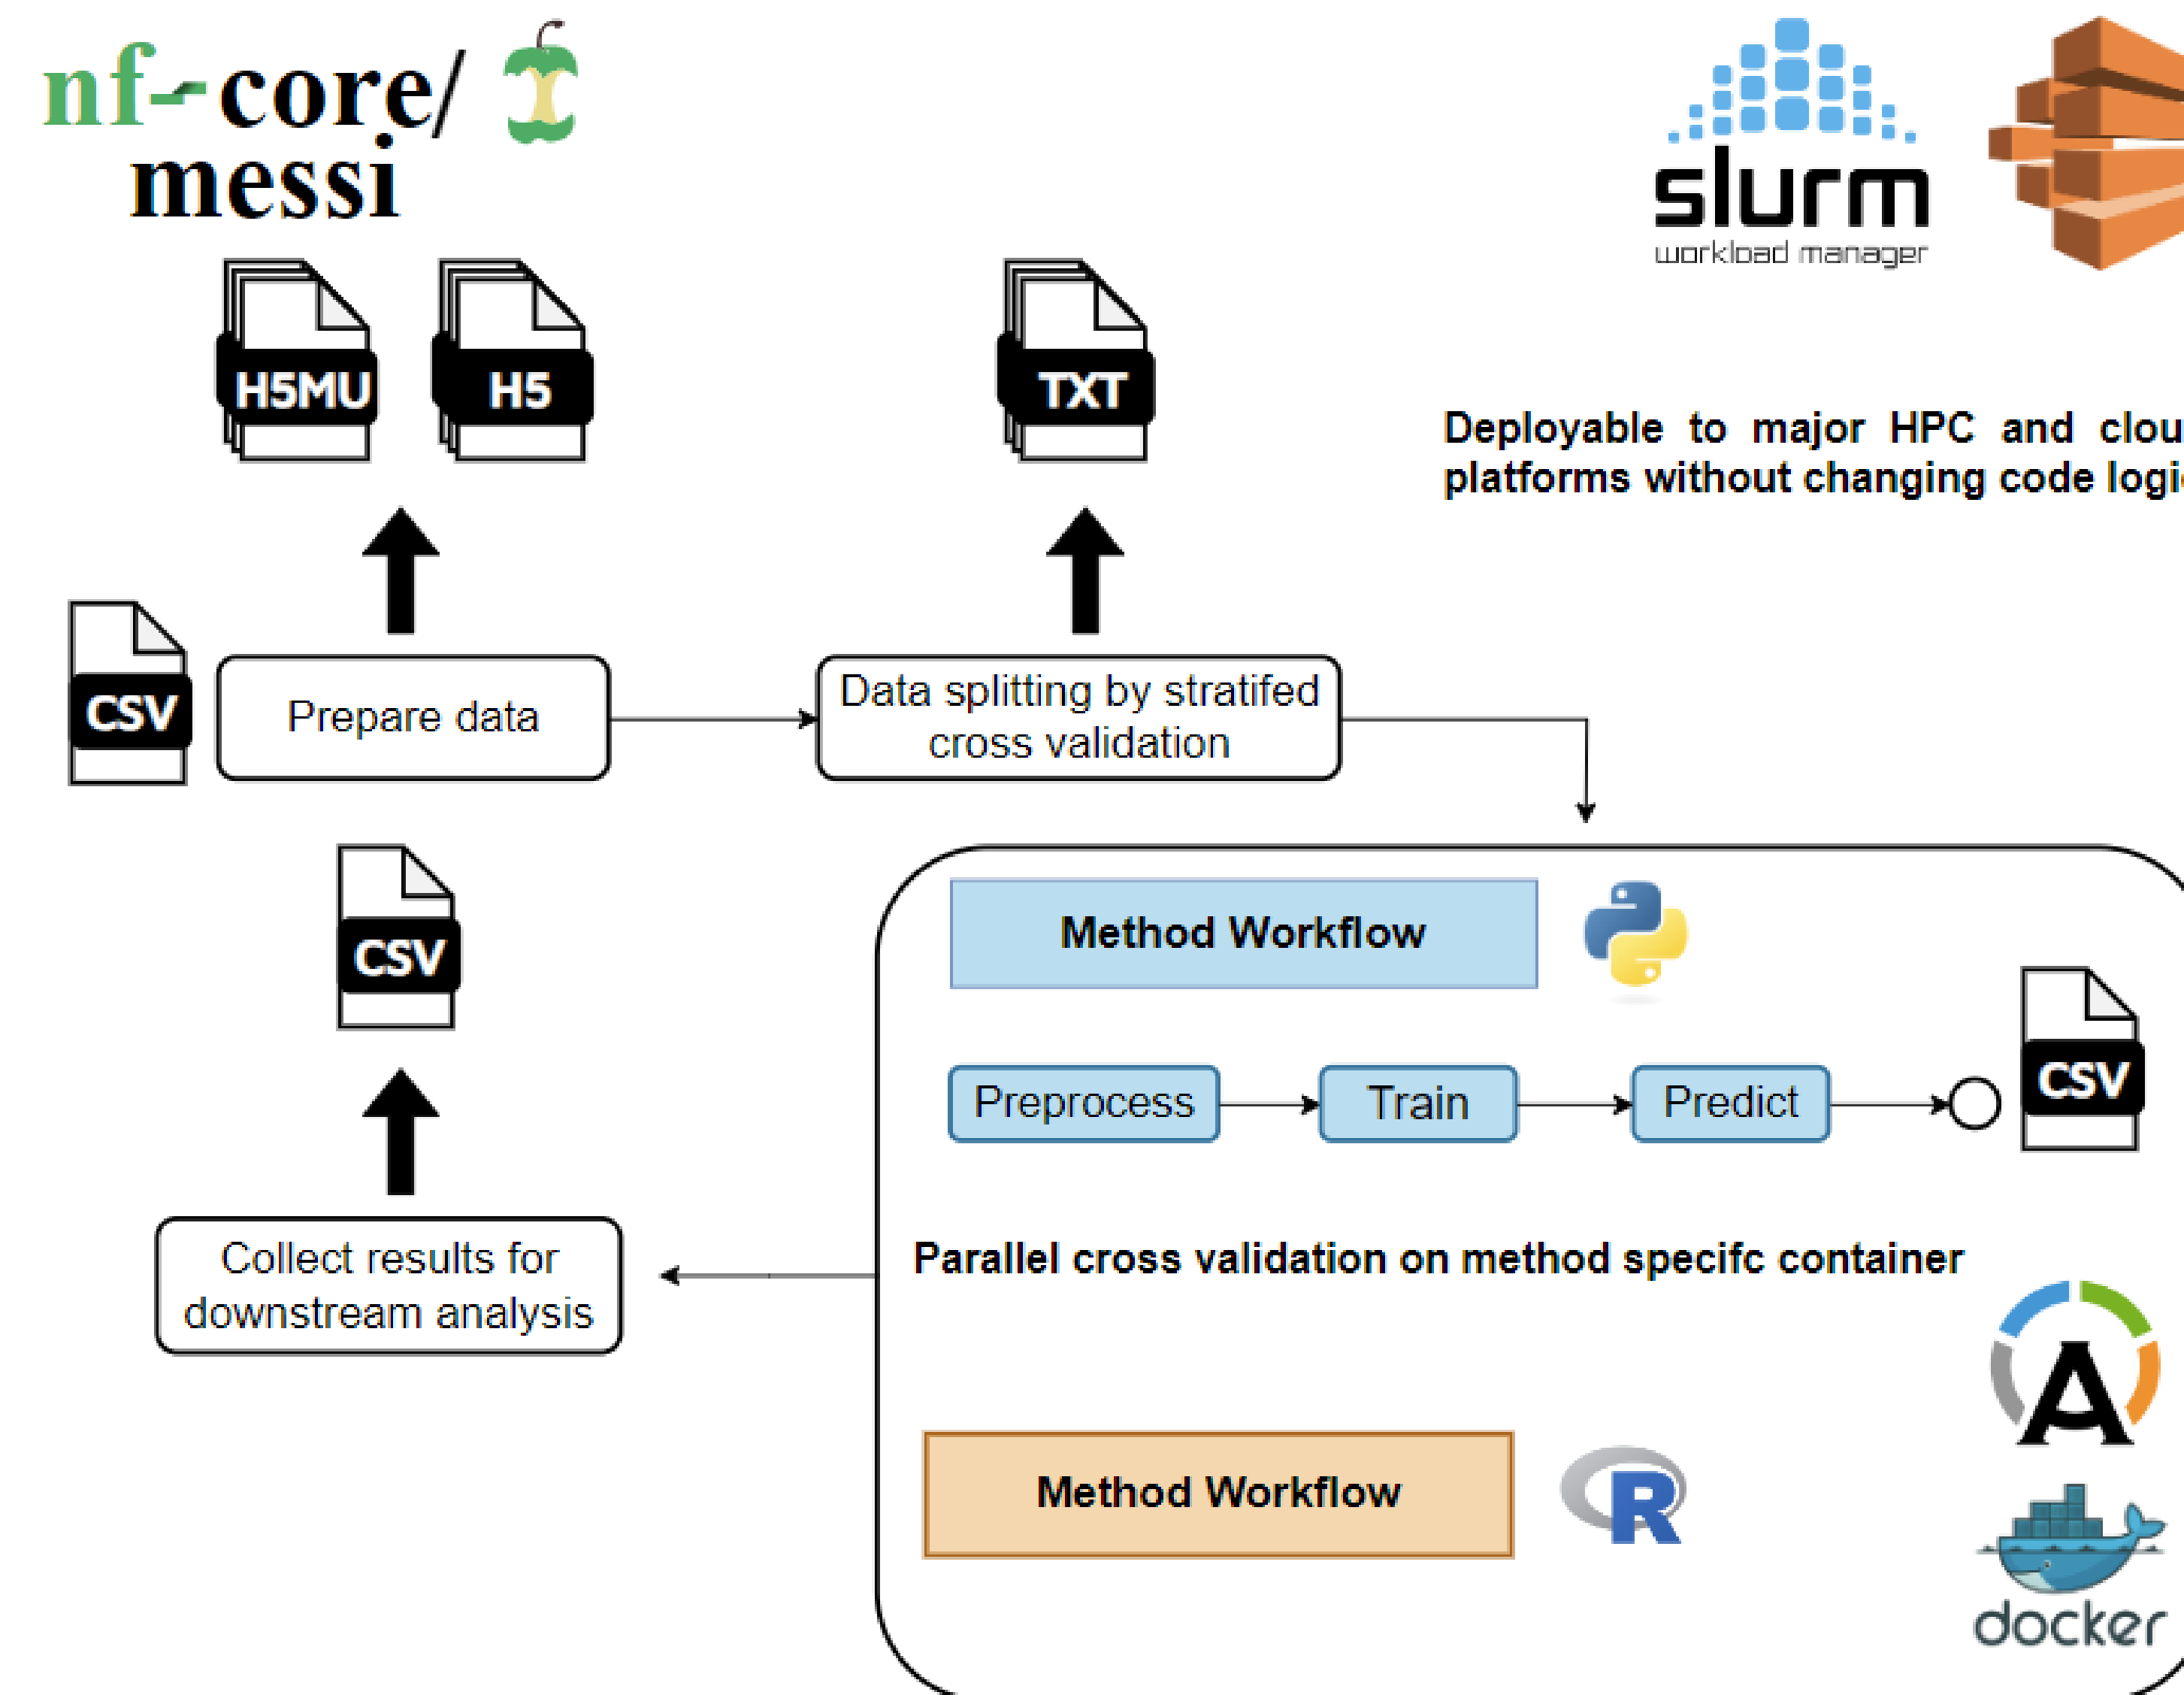 nf-core/
messi
slurm
workload manager
H5MU
H5
TXT
Deployable to major HPC and clou
platforms without changing code logi
CSV
Prepare data
Data splitting by stratifed
cross validation
CSV
Method Workflow
CSV
Preprocess
Train
Predict
Collect results for
downstream analysis
Parallel cross validation on method specifc container
A
Method Workflow
R
docker